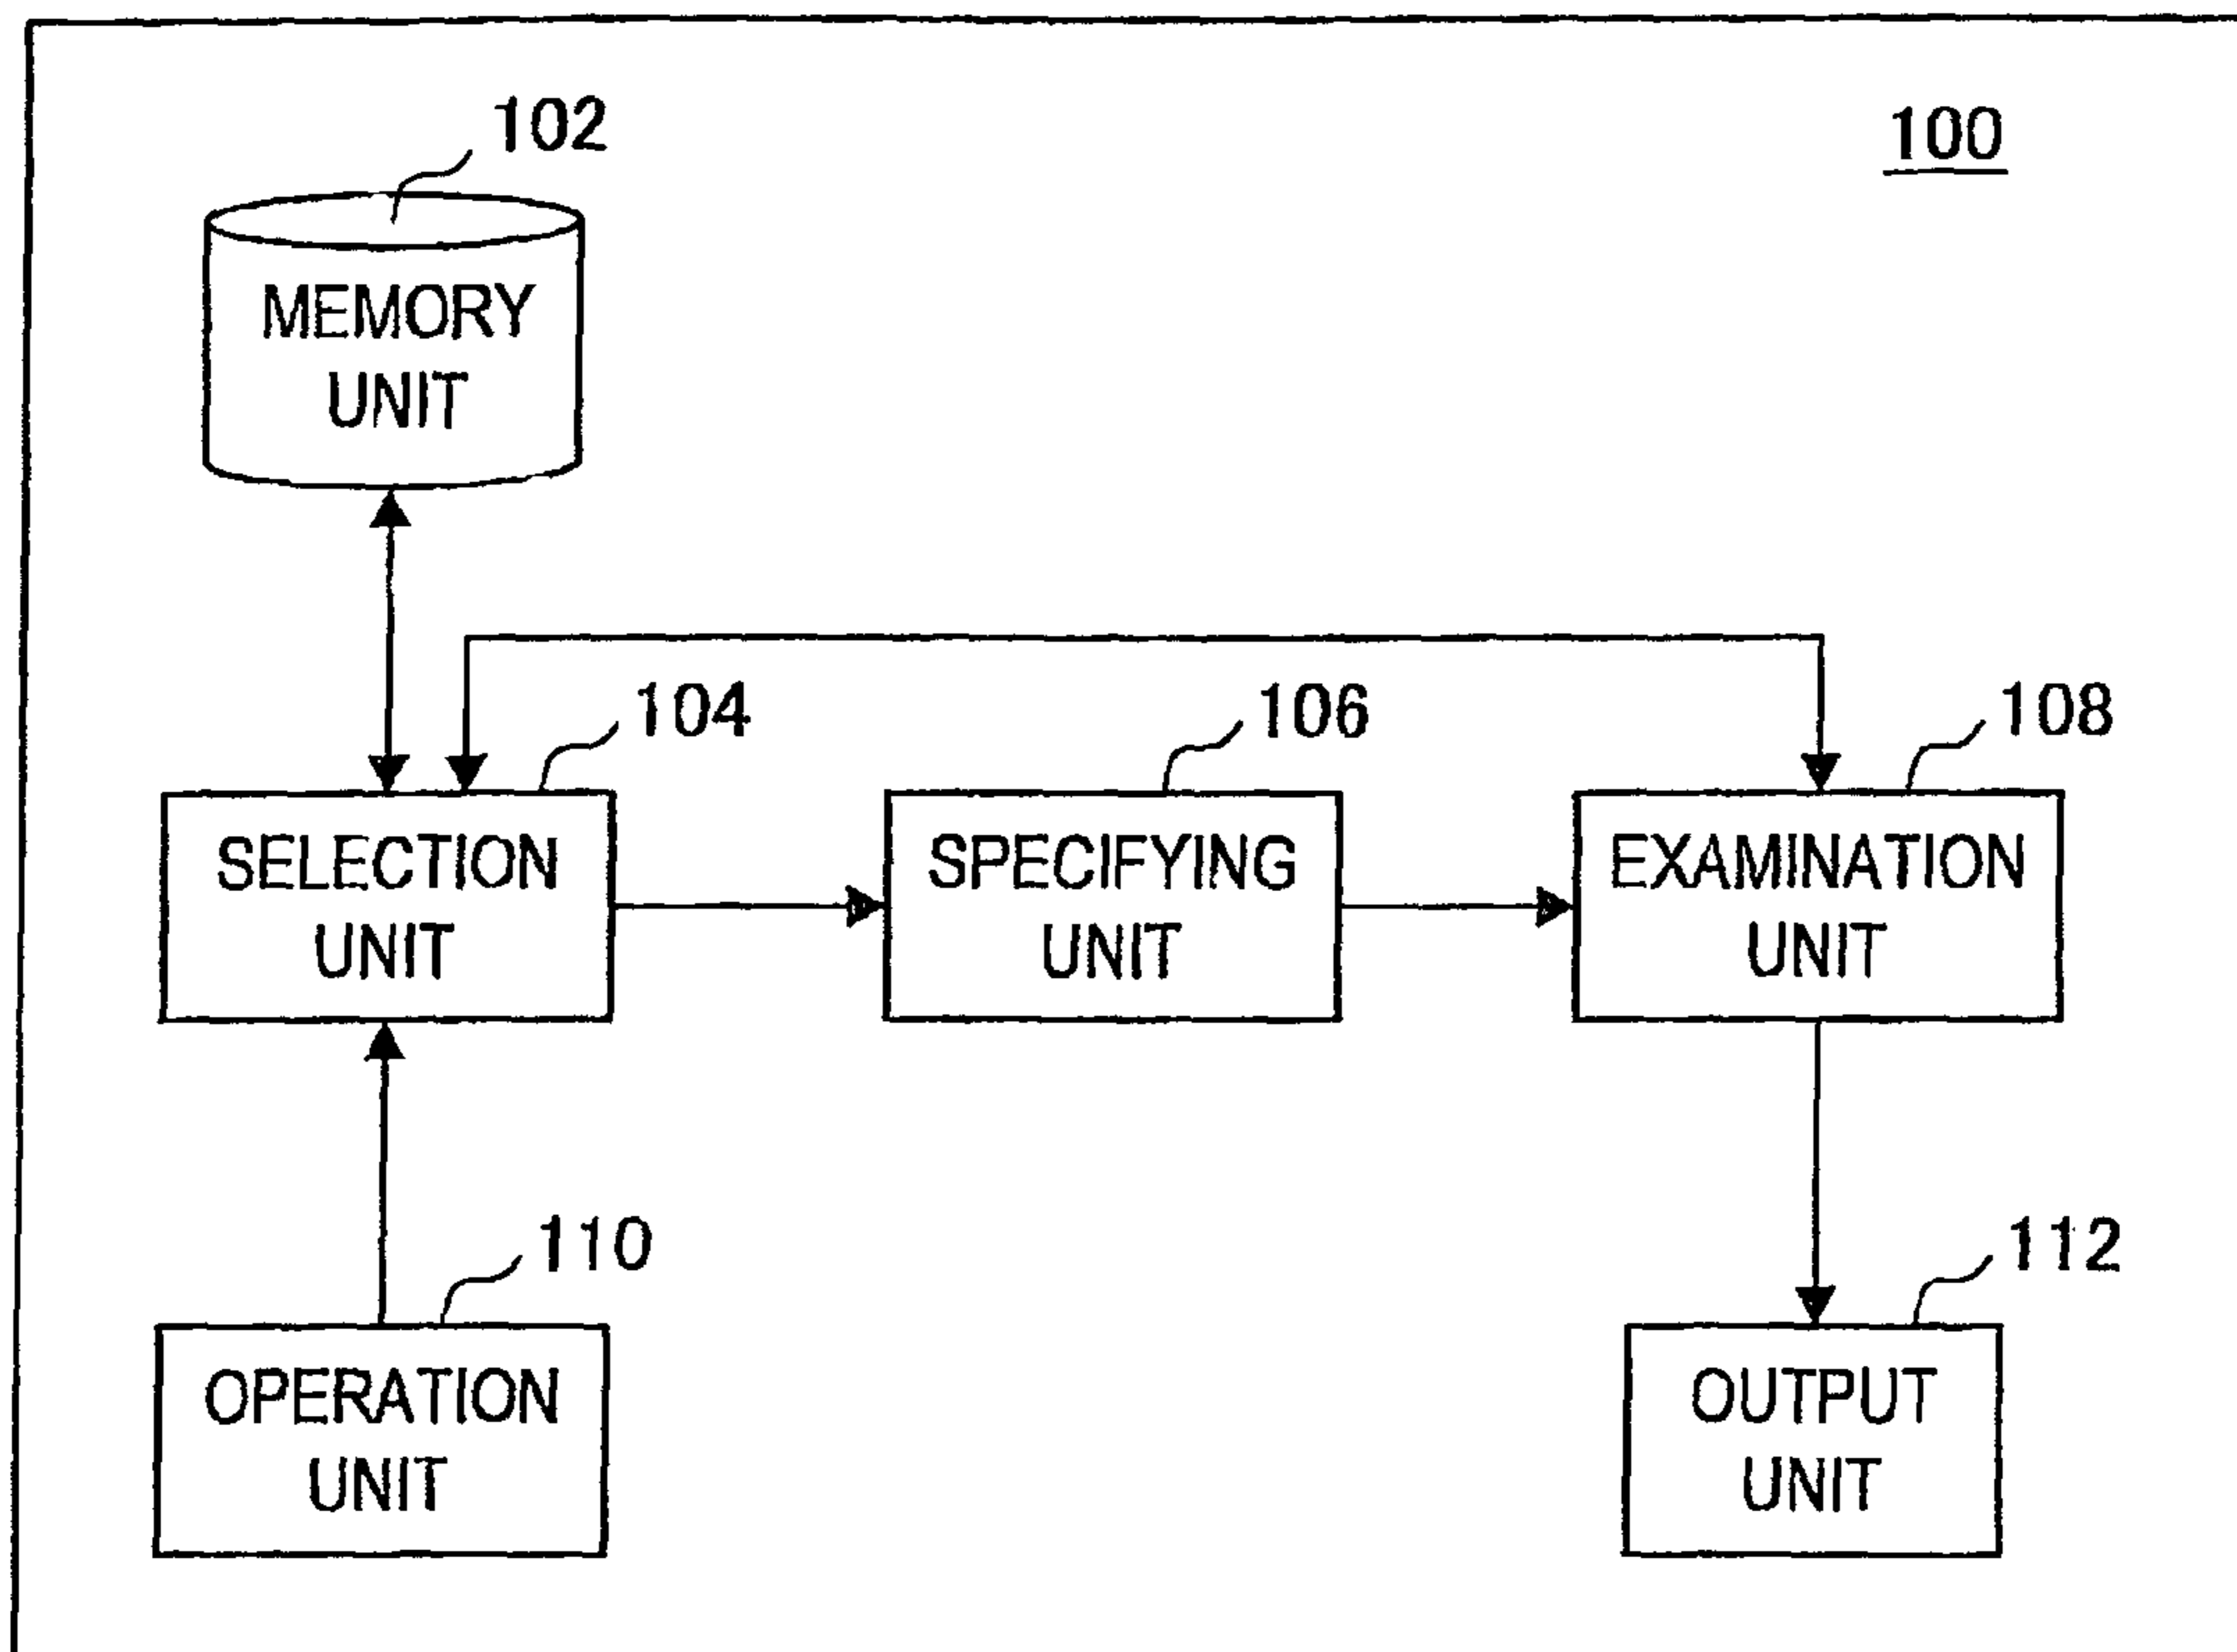 100
102
MEMORY
UNIT
104
SELECTION
UNIT
106
SPECIFYING
UNIT
108
EXAMINATION
UNIT
110
OPERATION
UNIT
112
OUTPUT
UNIT